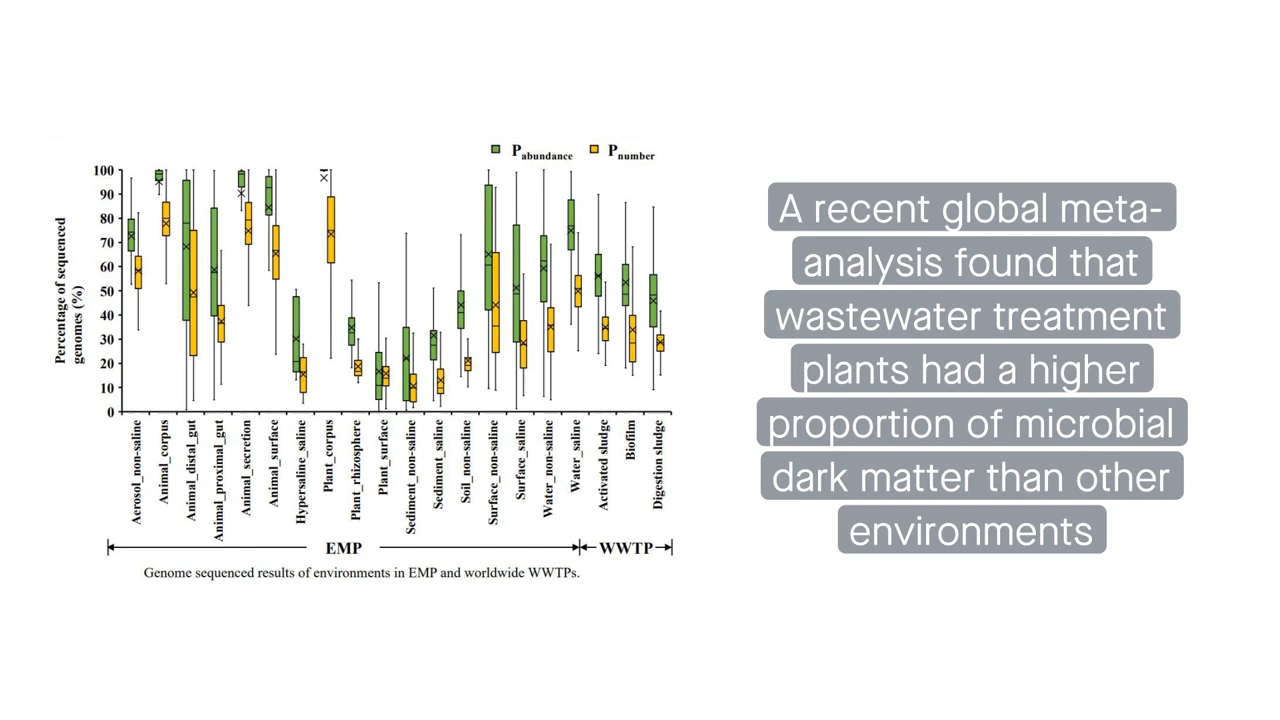 P abundance P number
100
90
80
70
60
50
40
30
20
10
0
Percentage of sequenced
genomes (%)
Aerosol_non-saline
Animal_corpus
Animal_distal_gut
Animal_proximal_gut
Animal_secretion
Animal_surface
Hypersaline_saline
Plant_corpus
Plant_rhizosphere
Plant_surface
Sediment_non-saline
Sediment_saline
Soil_non-saline
Surface_non-saline
Surface_saline
Water_non-saline
Water_saline
Activated sludge
Biofilm
Digestion sludge
EMP WWTP
Genome sequenced results of environments in EMP and worldwide WWTPs.
A recent global meta-
analysis found that
wastewater treatment
plants had a higher
proportion of microbial
dark matter than other
environments